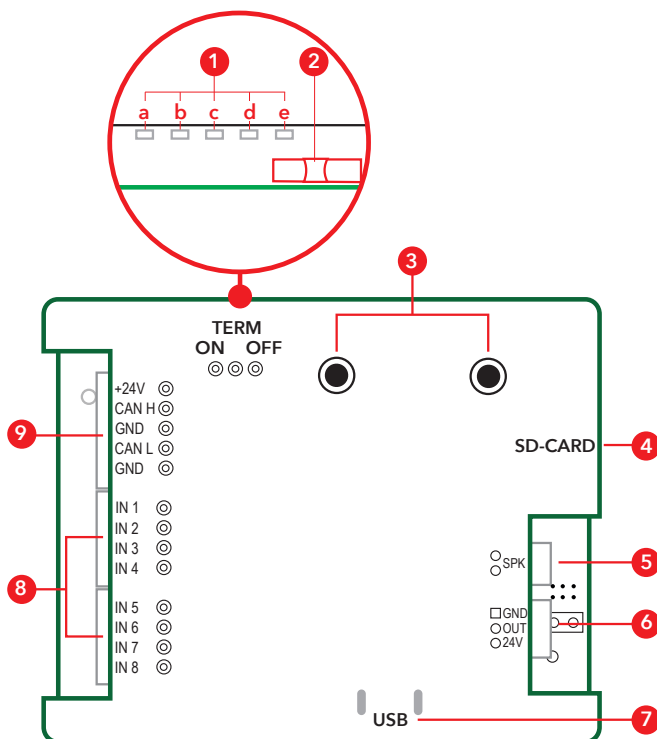 1
2
a b c d e
3
TERM
ON OFF
+24V
CAN H
GND
CAN L
GND
9
SD-CARD
4
IN 1
IN 2
IN 3
IN 4
8
IN 5
IN 6
IN 7
IN 8
SPK
5
GND
OUT
24V
6
USB
7